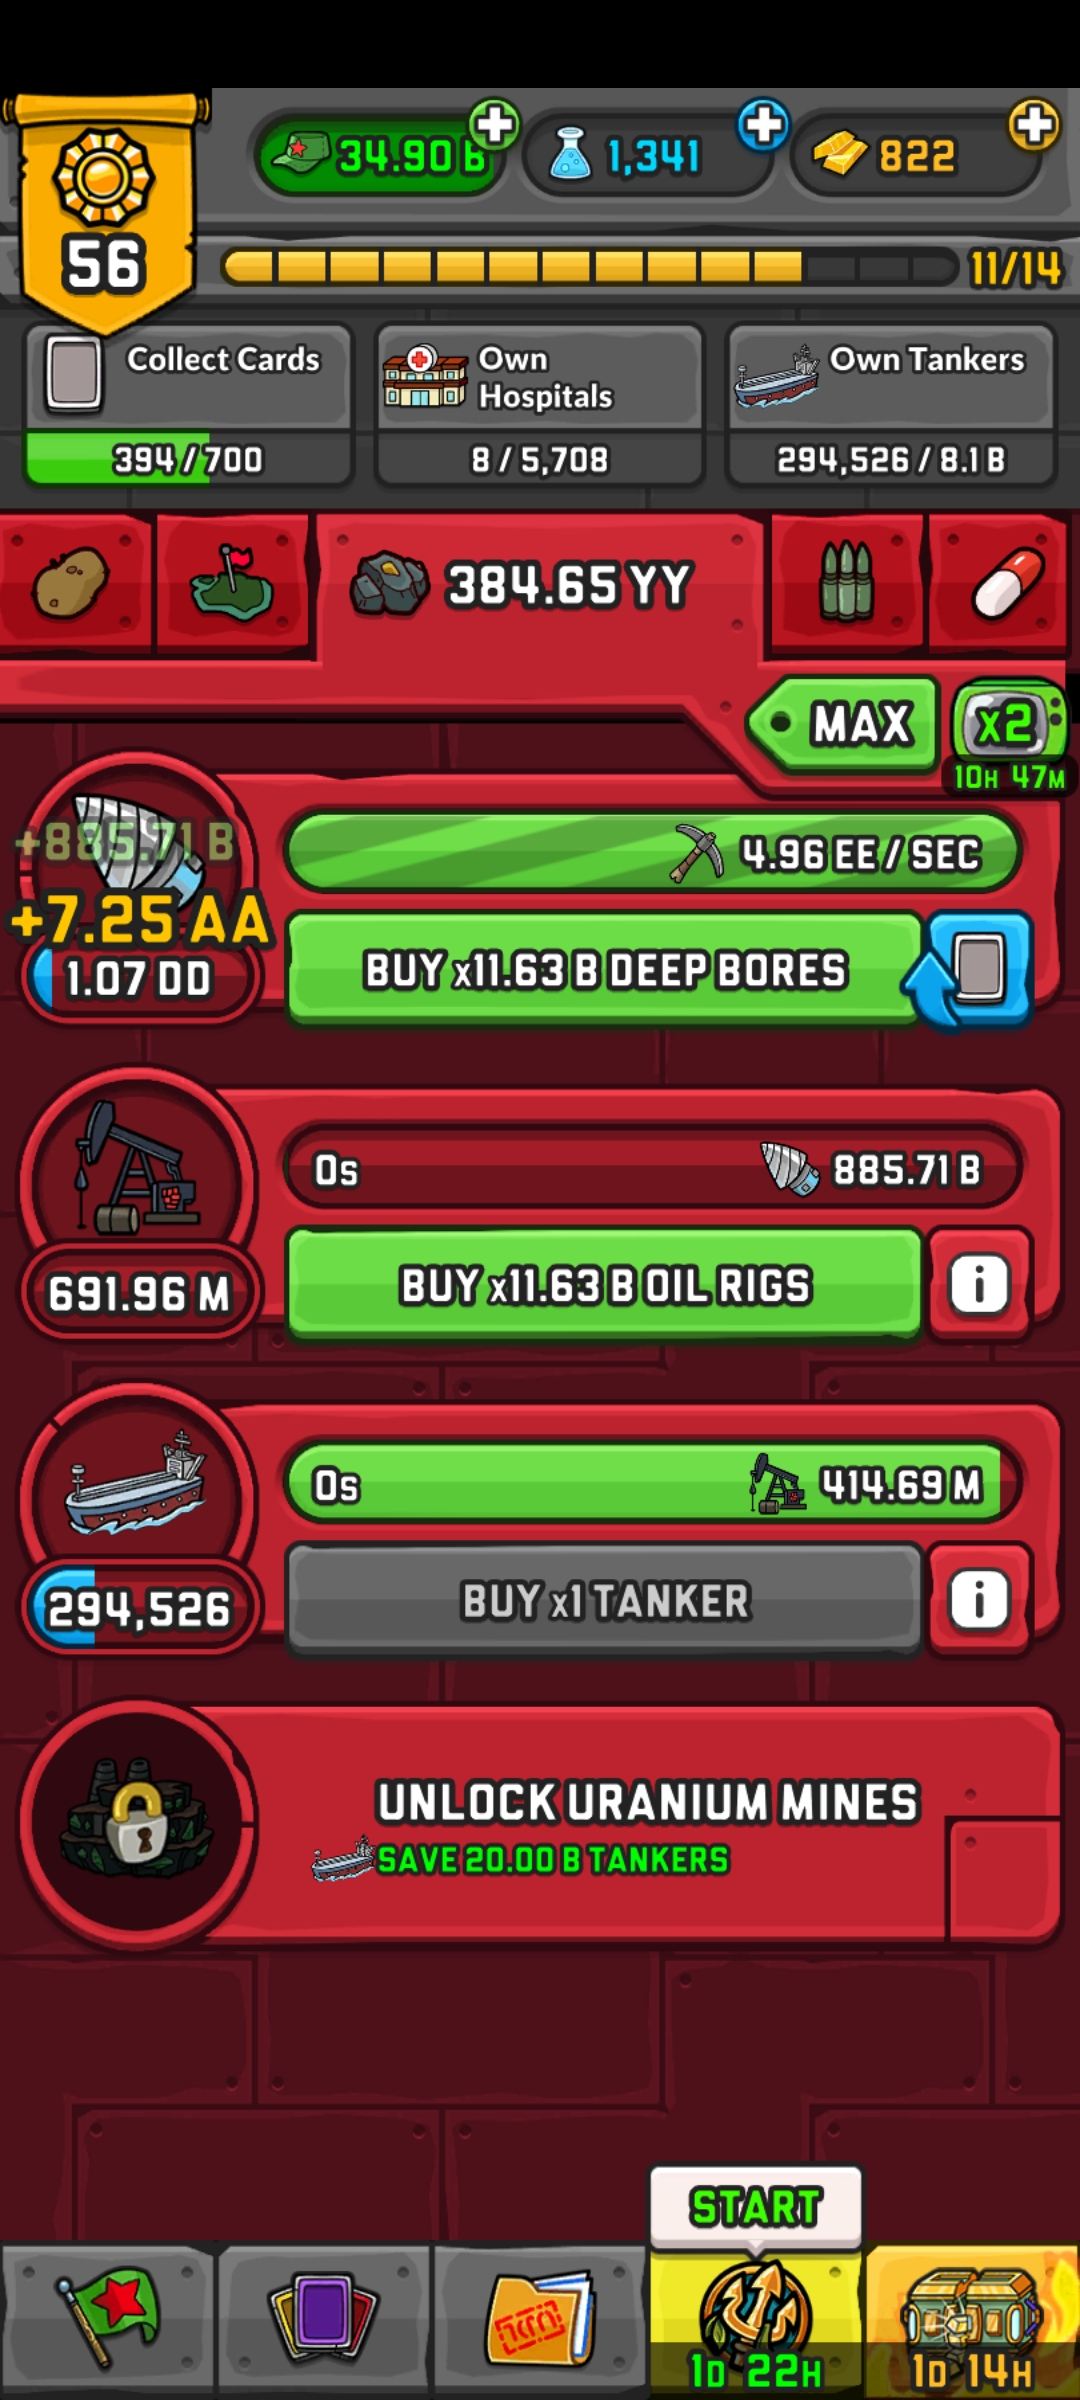 34.90 B
1,341
822
56
11/14
Collect Cards
394/700
Own
Hospitals
8/5,708
Own Tankers
294,526/8.1 B
384.65 YY
MAX
x2
10H 47M
+885.71 B
+7.25 AA
1.07 DD
4.96 EE/SEC
BUY x11.63 B DEEP BORES
0s
885.71 B
691.96 M
BUY x11.63 B OIL RIGS
i
0s
414.69 M
294,526
BUY x1 TANKER
i
UNLOCK URANIUM MINES
SAVE 20.00 B TANKERS
START
1D 22H
1D 14H